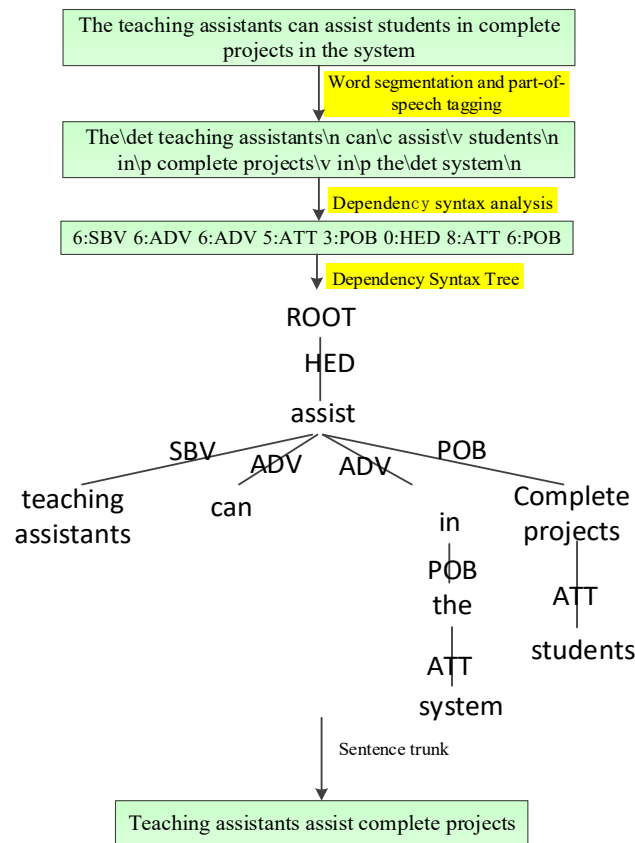 The teaching assistants can assist students in complete
projects in the system
Word segmentation and part-of-
speech tagging
The\det teaching assistants\n can\c assist\v students\n
in\p complete projects\v in\p the\det system\n
Dependency syntax analysis
6:SBV 6:ADV 6:ADV 5:ATT 3:POB 0:HED 8:ATT 6:POB
Dependency Syntax Tree
ROOT
HED
assist
SBV
ADV
ADV
POB
teaching
assistants
can
in
Complete
projects
POB
ATT
the
students
ATT
system
Sentence trunk
Teaching assistants assist complete projects